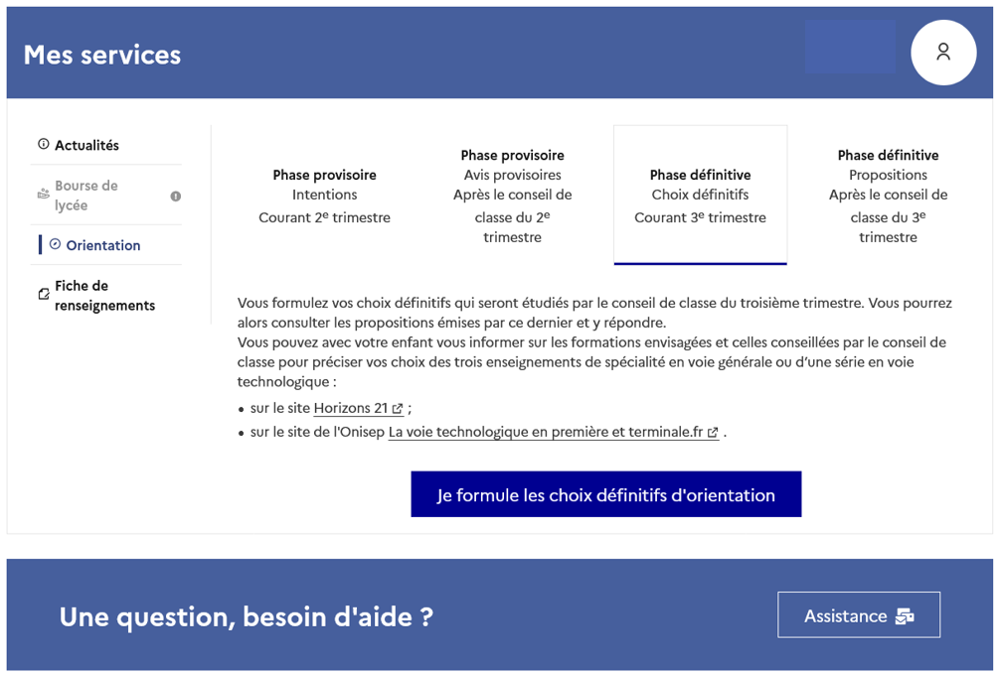 Mes services
Actualités
Bourse de
lycée
Orientation
Fiche de
renseignements
Phase provisoire
Intentions
Courant 2e trimestre
Phase provisoire
Avis provisoires
Après le conseil de
classe du 2e
trimestre
Phase définitive
Choix définitifs
Courant 3e trimestre
Phase définitive
Propositions
Après le conseil de
classe du 3e
trimestre
Vous formulez vos choix définitifs qui seront étudiés par le conseil de classe du troisième trimestre. Vous pourrez
alors consulter les propositions émises par ce dernier et y répondre.
Vous pouvez avec votre enfant vous informer sur les formations envisagées et celles conseillées par le conseil de
classe pour préciser vos choix des trois enseignements de spécialité en voie générale ou d'une série en voie
technologique :
• sur le site Horizons 21 ;
• sur le site de l'Onisep La voie technologique en première et terminale.fr .
Je formule les choix définitifs d'orientation
Une question, besoin d'aide ?
Assistance